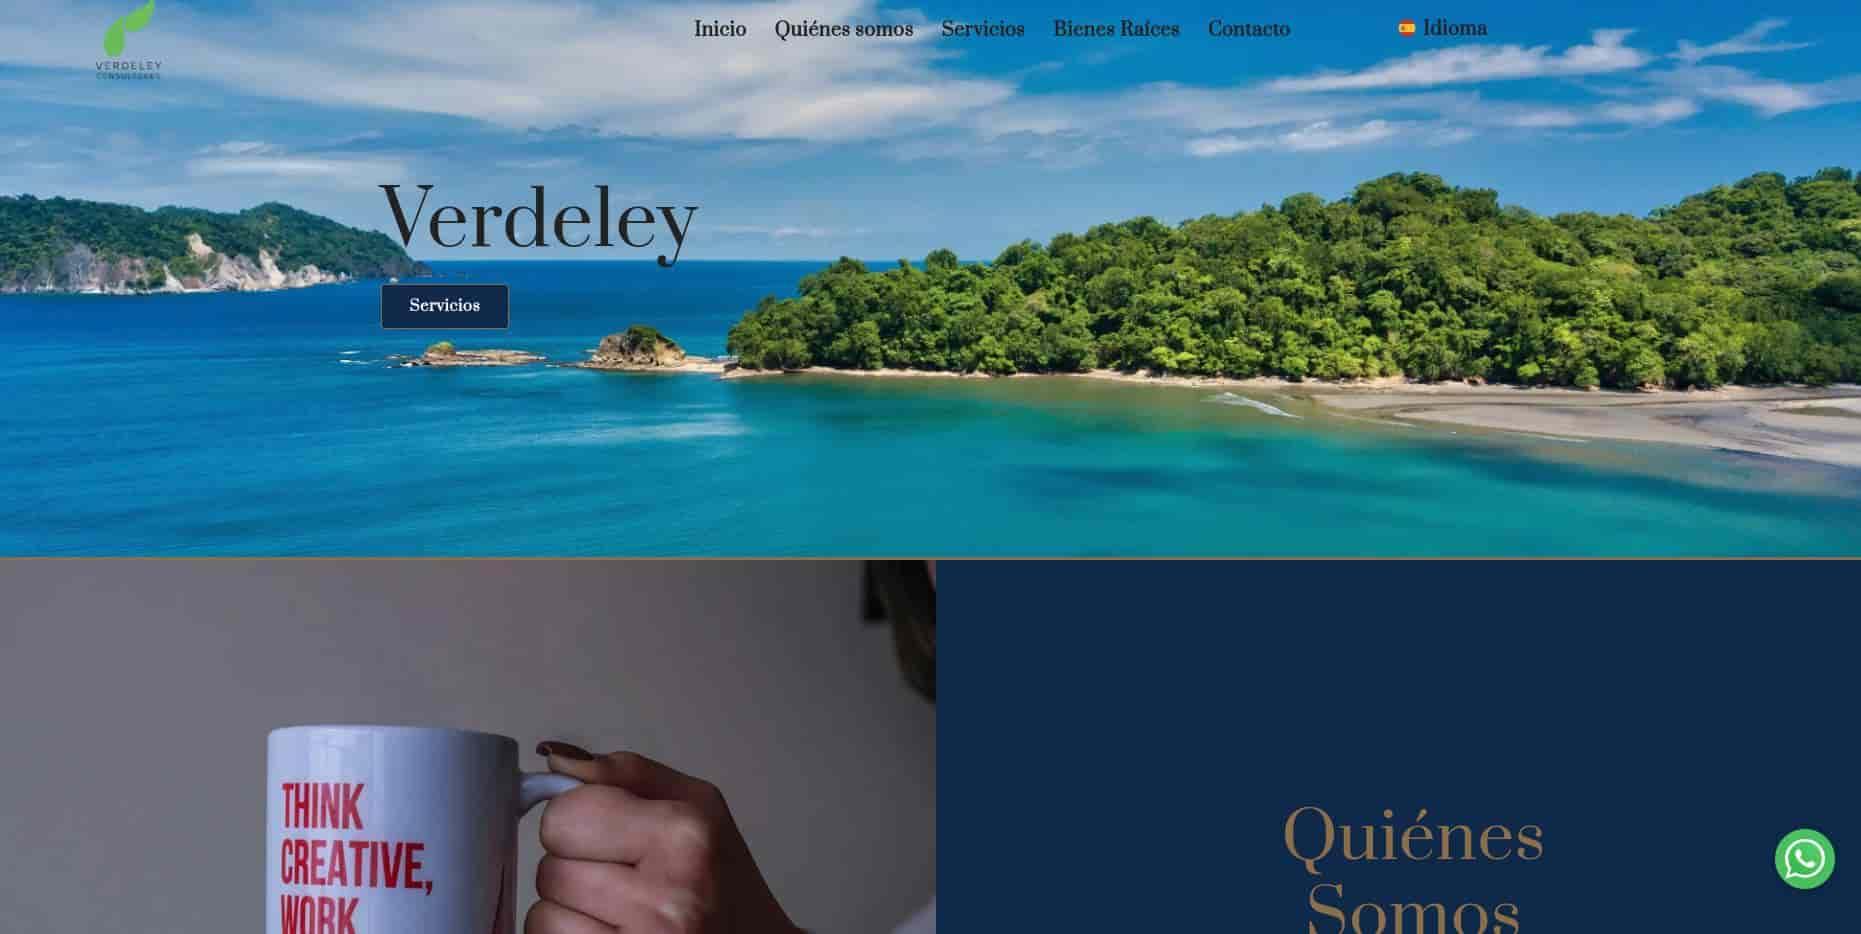 VERDELEY
CONSULTORES
Inicio Quiénes somos Servicios Bienes Raíces Contacto Idioma
Verdeley
Servicios
THINK
CREATIVE,
WORK
Quiénes
Somos